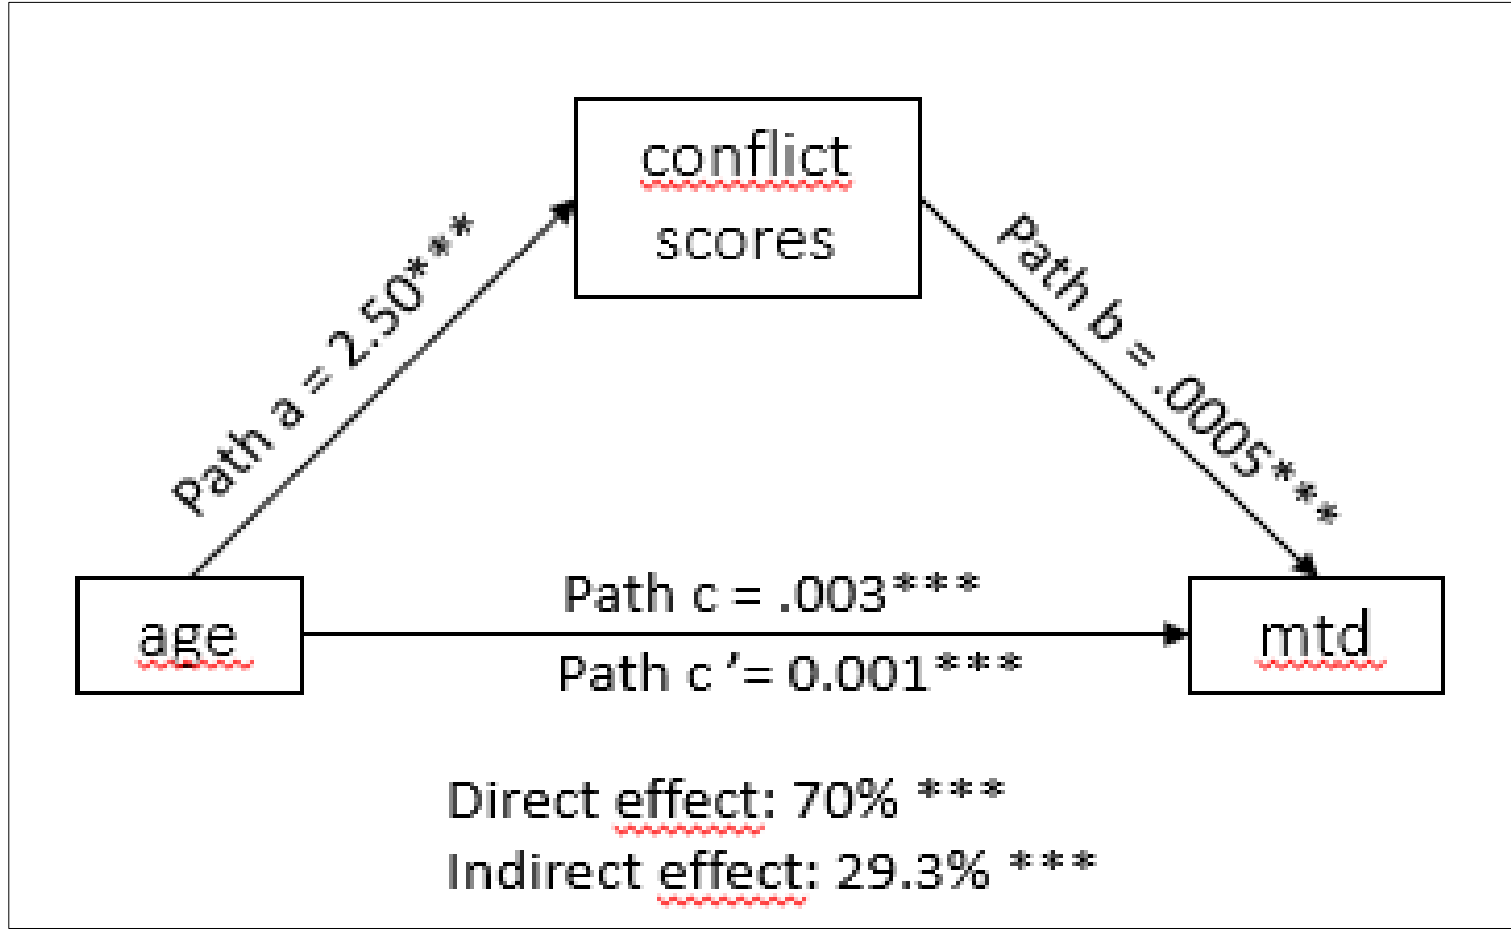 conflict
scores
Path a = 2.50***
Path b = .0005***
age
Path c = .003***
Path c ’= 0.001***
mtd
Direct effect: 70% ***
Indirect effect: 29.3% ***